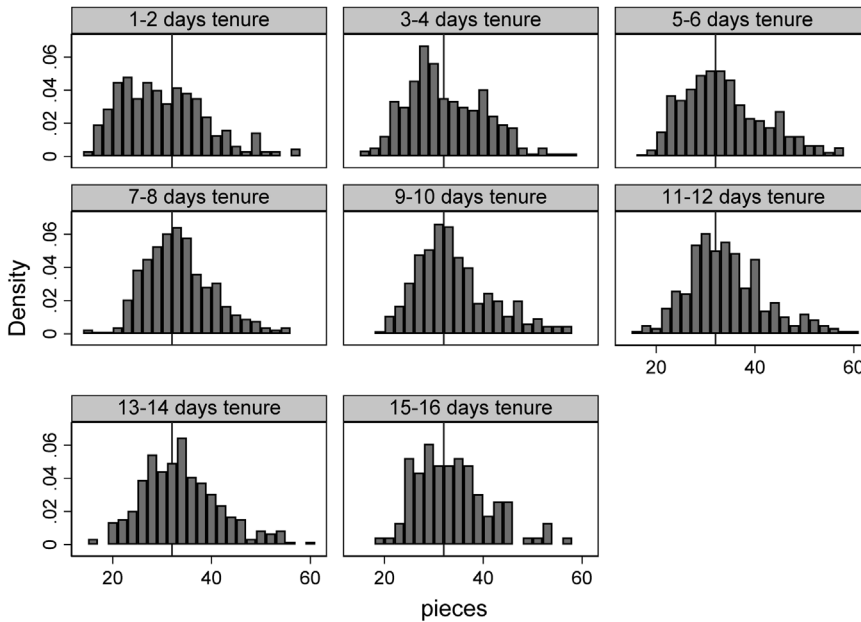 1-2 days tenure
3-4 days tenure
5-6 days tenure
0 .02 .04 .06
7-8 days tenure
9-10 days tenure
11-12 days tenure
0 .02 .04 .06
20 40 60
13-14 days tenure
15-16 days tenure
0 .02 .04 .06
20 40 60
20 40 60
Density
pieces